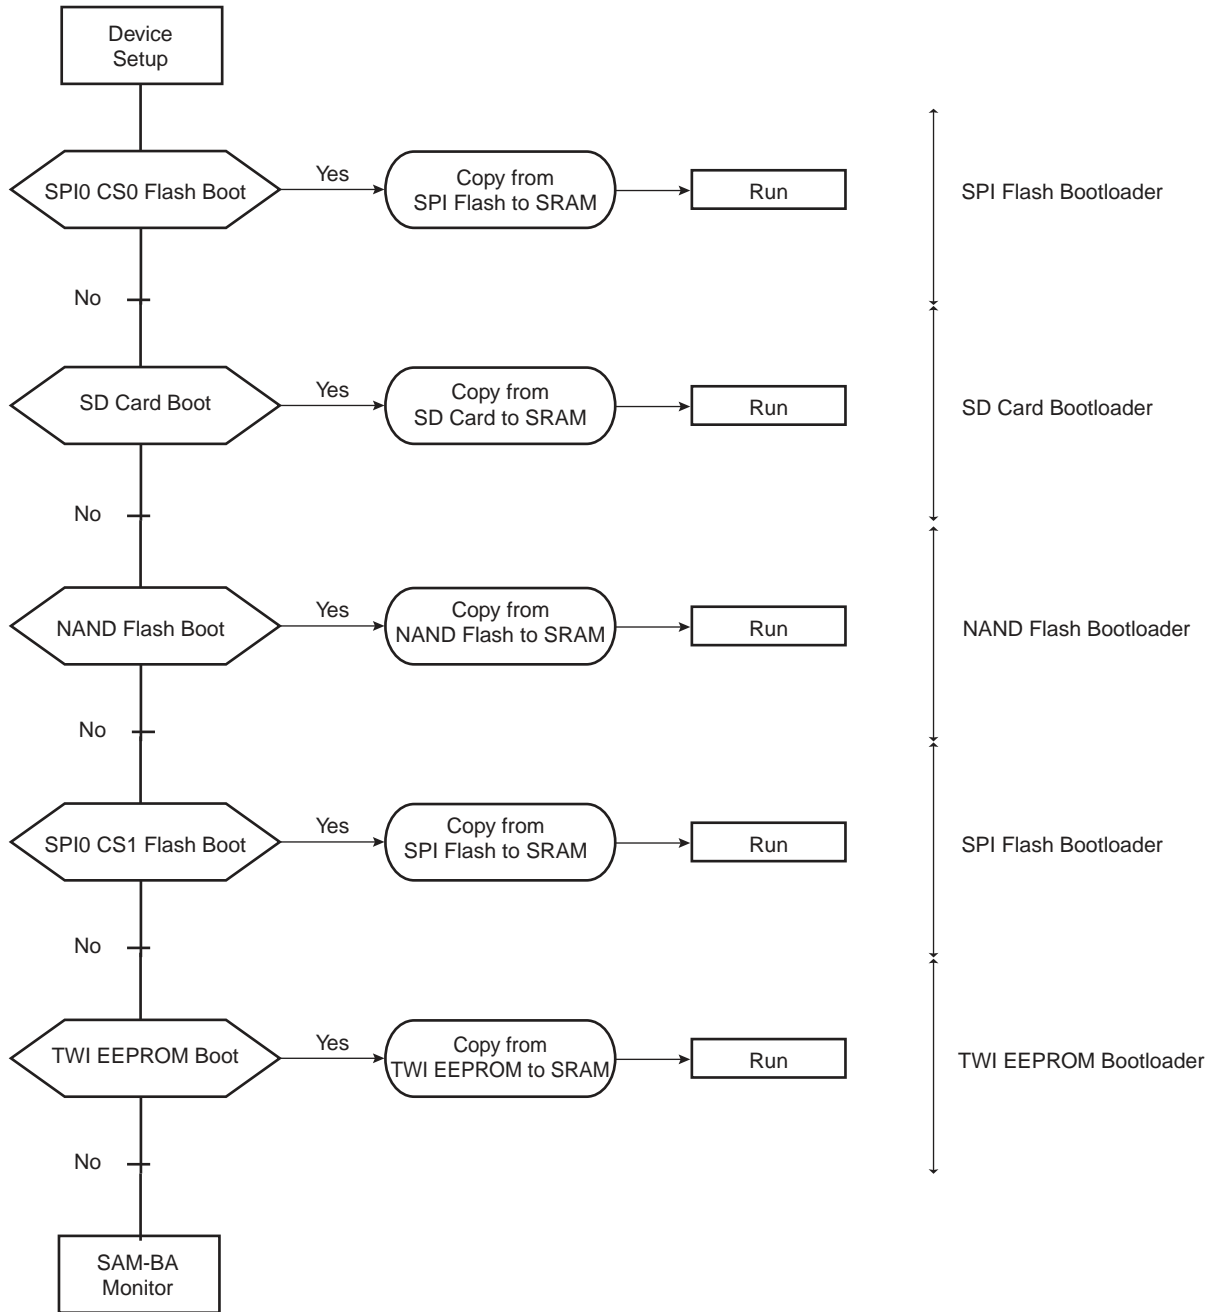 Device
Setup
SPI0 CS0 Flash Boot
Yes
Copy from
SPI Flash to SRAM
Run
SPI Flash Bootloader
No
SD Card Boot
Yes
Copy from
SD Card to SRAM
Run
SD Card Bootloader
No
NAND Flash Boot
Yes
Copy from
NAND Flash to SRAM
Run
NAND Flash Bootloader
No
SPI0 CS1 Flash Boot
Yes
Copy from
SPI Flash to SRAM
Run
SPI Flash Bootloader
No
TWI EEPROM Boot
Yes
Copy from
TWI EEPROM to SRAM
Run
TWI EEPROM Bootloader
No
SAM-BA
Monitor